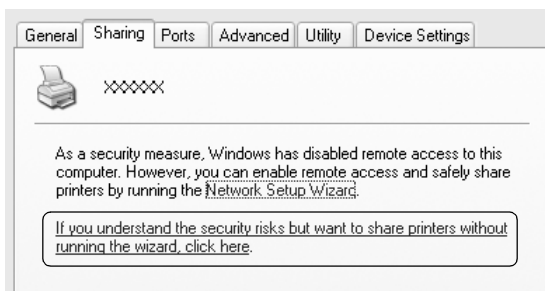 General Sharing Ports Advanced Utility Device Settings
XXXXXX
As a security measure, Windows has disabled remote access to this
computer. However, you can enable remote access and safely share
printers by running the Network Setup Wizard.
If you understand the security risks but want to share printers without
running the wizard, click here.